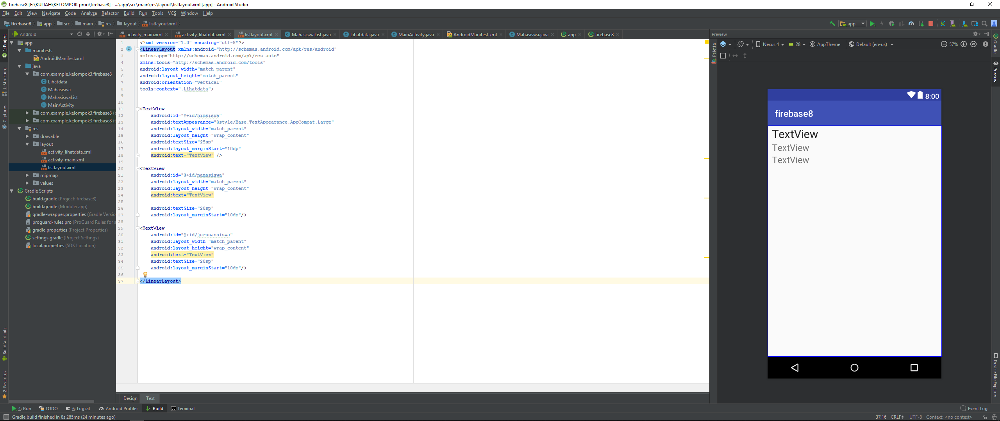 firebase8 [F:\KULIAH\KELOMPOK pmo\firebase8] - ...\app\src\main\res\layout\listlayout.xml [app] - Android Studio
File Edit View Navigate Code Analyze Refactor Build Run Tools VCS Window Help
firebase8 app src main res layout listlayout.xml app
Android
activity_main.xml activity_lihatdata.xml listlayout.xml MahasiswaList.java Lihatdata.java MainActivity.java AndroidManifest.xml Mahasiswa.java app firebase8
Preview
1: Project
7: Structure
Captures
Build Variants
2: Favorites
app
manifests
AndroidManifest.xml
java
com.example.kelompok3.firebase8
Lihatdata
Mahasiswa
MahasiswaList
MainActivity
com.example.kelompok3.firebase8 (
com.example.kelompok3.firebase8 (
res
drawable
layout
activity_lihatdata.xml
activity_main.xml
listlayout.xml
mipmap
values
Gradle Scripts
build.gradle (Project: firebase8)
build.gradle (Module: app)
gradle-wrapper.properties (Gradle Versio
proguard-rules.pro (ProGuard Rules for a
gradle.properties (Project Properties)
settings.gradle (Project Settings)
local.properties (SDK Location)
1 <?xml version="1.0" encoding="utf-8"?>
2 <LinearLayout xmlns:android="http://schemas.android.com/apk/res/android"
3 xmlns:app="http://schemas.android.com/apk/res-auto"
4 xmlns:tools="http://schemas.android.com/tools"
5 android:layout_width="match_parent"
6 android:layout_height="match_parent"
7 android:orientation="vertical"
8 tools:context=".Lihatdata">
9
10
11 <TextView
12 android:id="@+id/nimsiswa"
13 android:textAppearance="@style/Base.TextAppearance.AppCompat.Large"
14 android:layout_width="match_parent"
15 android:layout_height="wrap_content"
16 android:textSize="25sp"
17 android:layout_marginStart="10dp"
18 android:text="TextView" />
19
20 <TextView
21 android:id="@+id/namasiswa"
22 android:layout_width="match_parent"
23 android:layout_height="wrap_content"
24 android:text="TextView"
25
26 android:textSize="20sp"
27 android:layout_marginStart="10dp"/>
28
29 <TextView
30 android:id="@+id/jurusansiswa"
31 android:layout_width="match_parent"
32 android:layout_height="wrap_content"
33 android:text="TextView"
34 android:textSize="20sp"
35 android:layout_marginStart="10dp"/>
36
37 </LinearLayout>
Design Text
Palette
Nexus 4 28 AppTheme Default (en-us) 57%
8:00
firebase8
TextView
TextView
TextView
Gradle
Preview
Device File Explorer
4: Run TODO 6: Logcat Android Profiler Build Terminal Event Log
Gradle build finished in 8s 285ms (24 minutes ago) 37:16 CRLF UTF-8 Context: <no context>